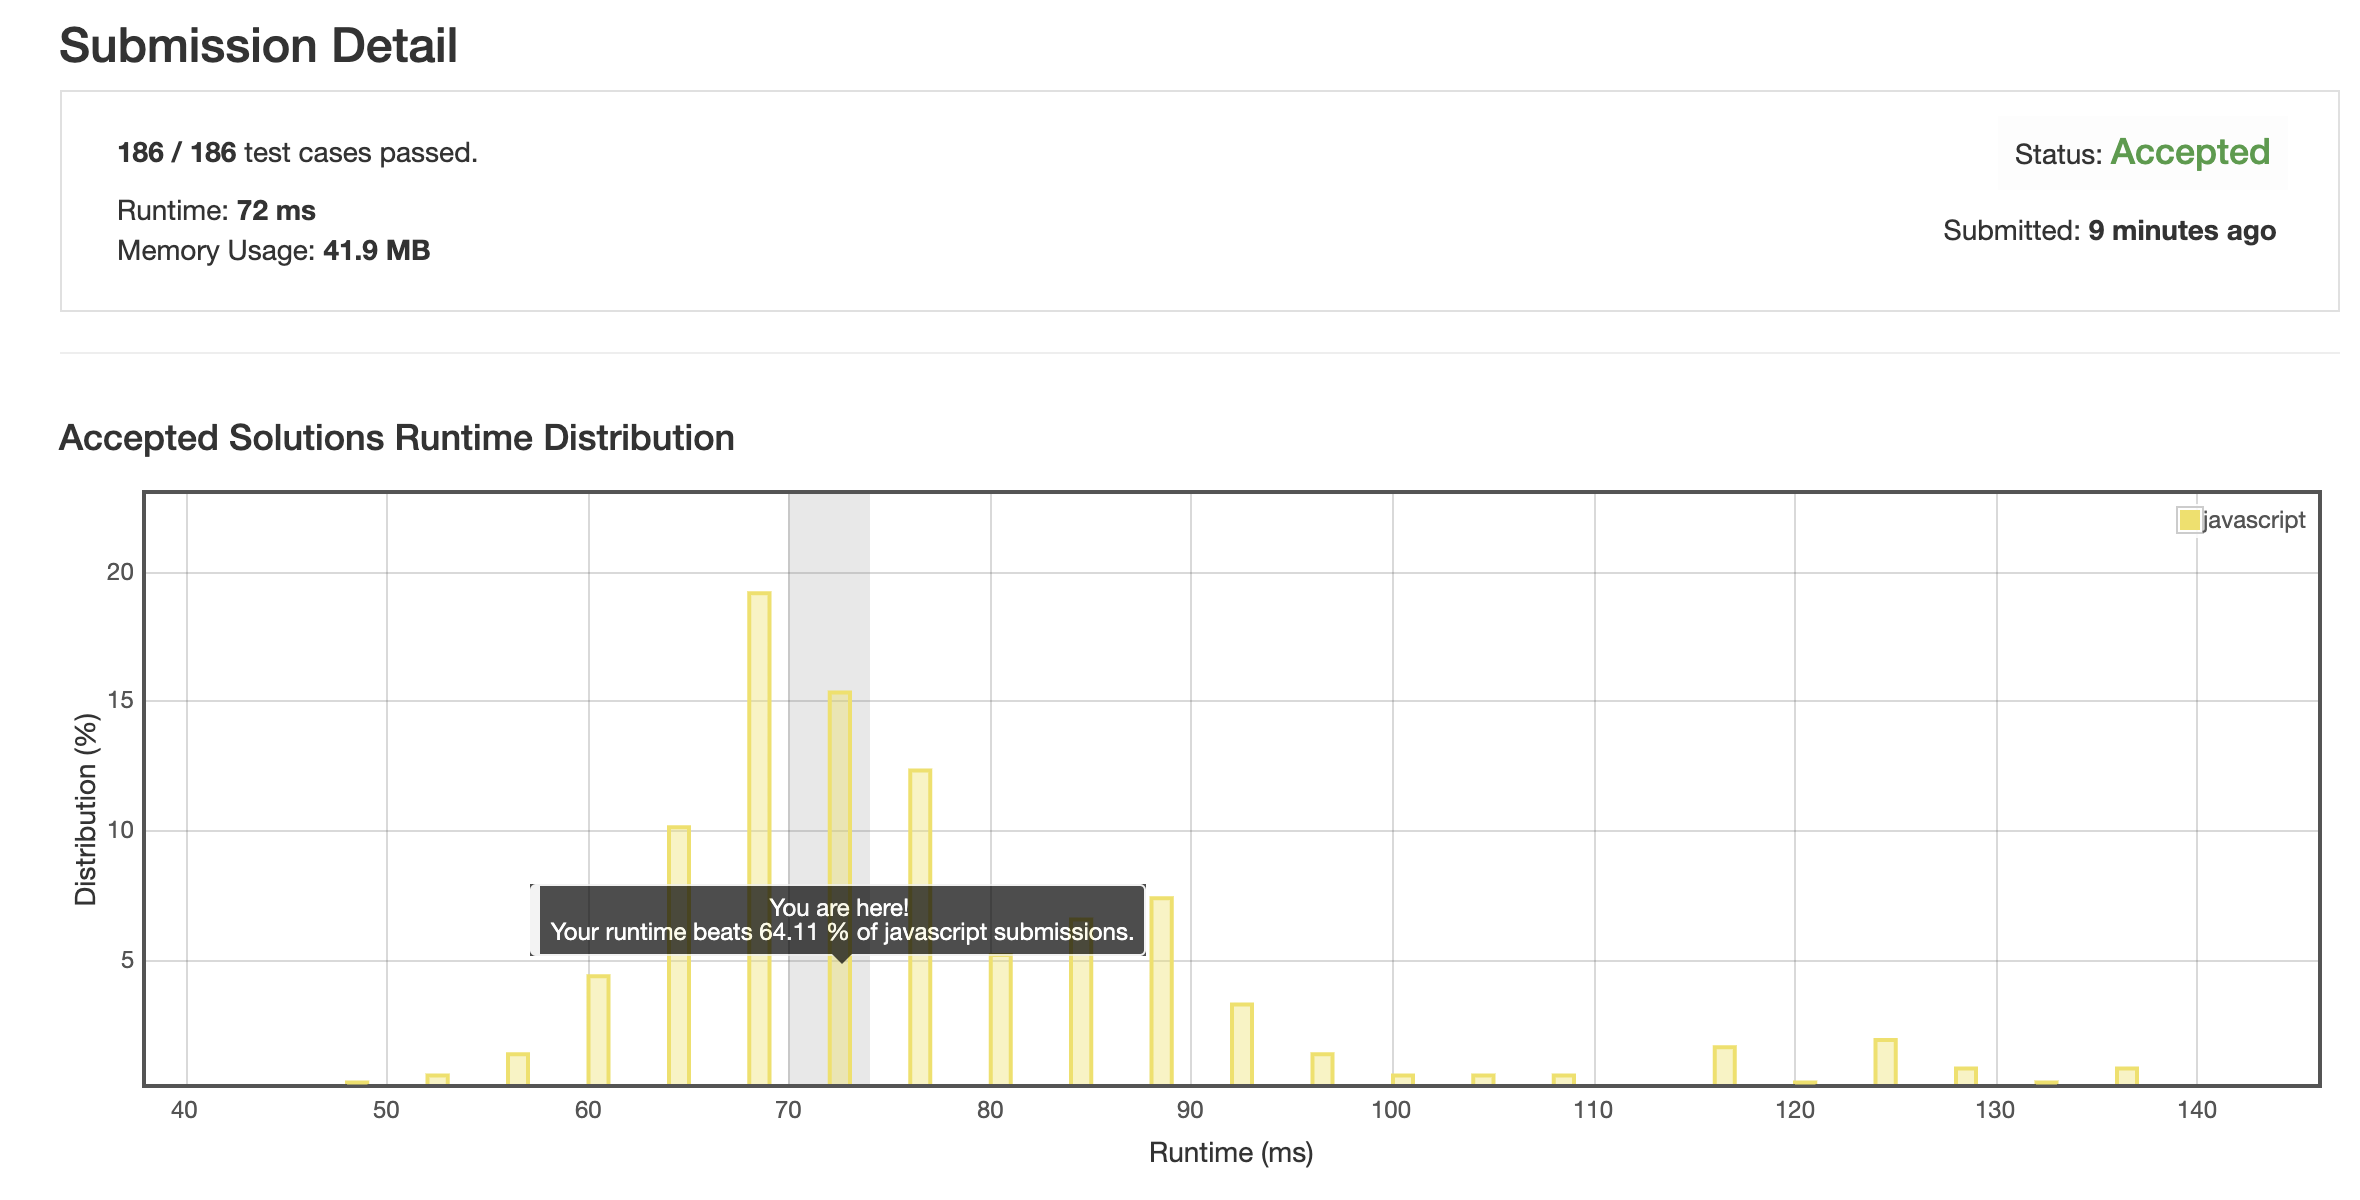 Submission Detail
186 / 186 test cases passed.
Status: Accepted
Runtime: 72 ms
Memory Usage: 41.9 MB
Submitted: 9 minutes ago
Accepted Solutions Runtime Distribution
javascript
20
15
10
5
Distribution (%)
You are here!
Your runtime beats 64.11 % of javascript submissions.
40 50 60 70 80 90 100 110 120 130 140
Runtime (ms)